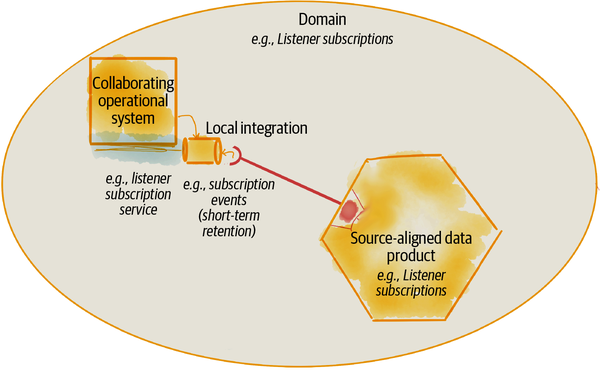 Domain
e.g., Listener subscriptions
Collaborating
operational
system
Local integration
e.g., listener
subscription
service
e.g., subscription
events
(short-term
retention)
Source-aligned data
product
e.g., Listener
subscriptions